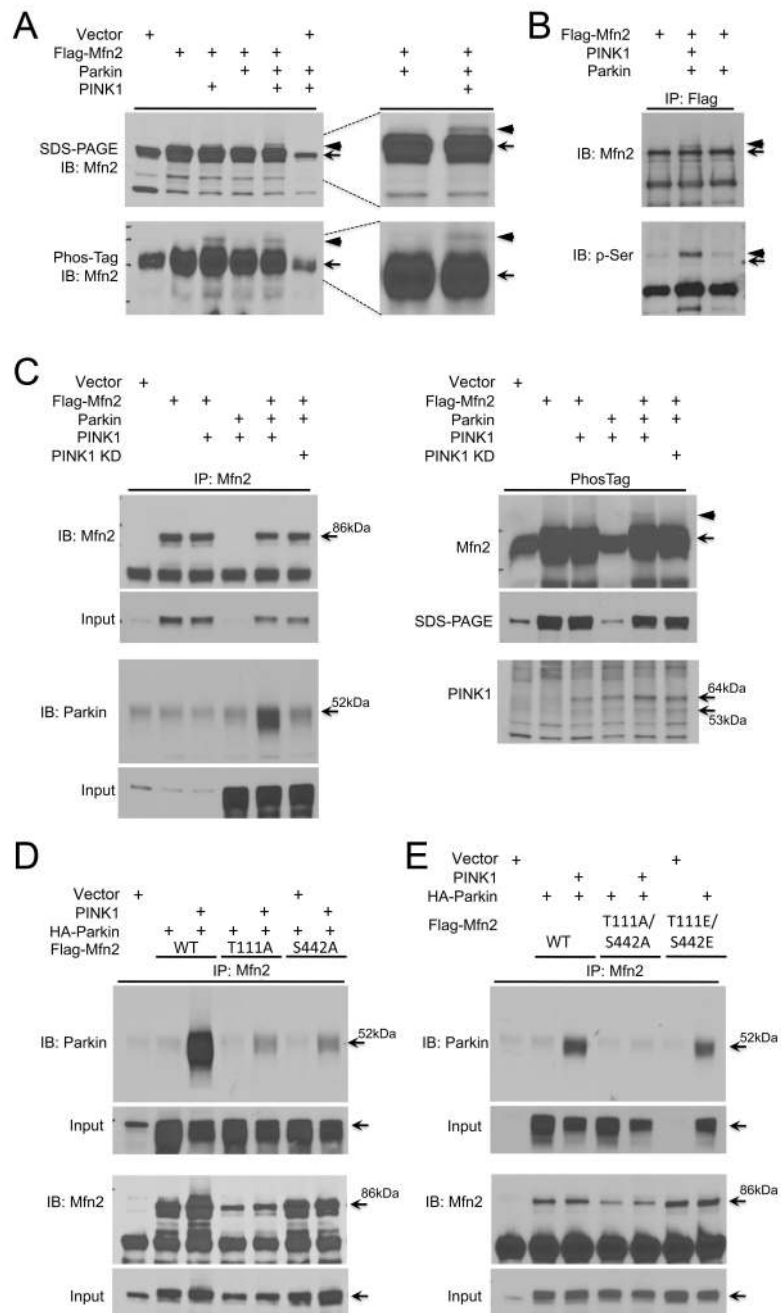 A
Vector + +
Flag-Mfn2 + + + + + +
Parkin + + + + +
PINK1 + + + +
SDS-PAGE
IB: Mfn2
Phos-Tag
IB: Mfn2
B
Flag-Mfn2 + + +
PINK1 +
Parkin + +
IP: Flag
IB: Mfn2
IB: p-Ser
C
Vector +
Flag-Mfn2 + + + +
Parkin + + +
PINK1 + + +
PINK1 KD +
IP: Mfn2
IB: Mfn2
86kDa
Input
IB: Parkin
52kDa
Input
Vector +
Flag-Mfn2 + + + +
Parkin + + +
PINK1 + + +
PINK1 KD +
PhosTag
Mfn2
SDS-PAGE
PINK1
64kDa
53kDa
D
Vector + +
PINK1 + + +
HA-Parkin + + + + + +
Flag-Mfn2 WT T111A S442A
IP: Mfn2
IB: Parkin
52kDa
Input
IB: Mfn2
86kDa
Input
E
Vector + +
PINK1 + +
HA-Parkin + + + + +
Flag-Mfn2
WT
T111A/
S442A
T111E/
S442E
IP: Mfn2
IB: Parkin
52kDa
Input
IB: Mfn2
86kDa
Input